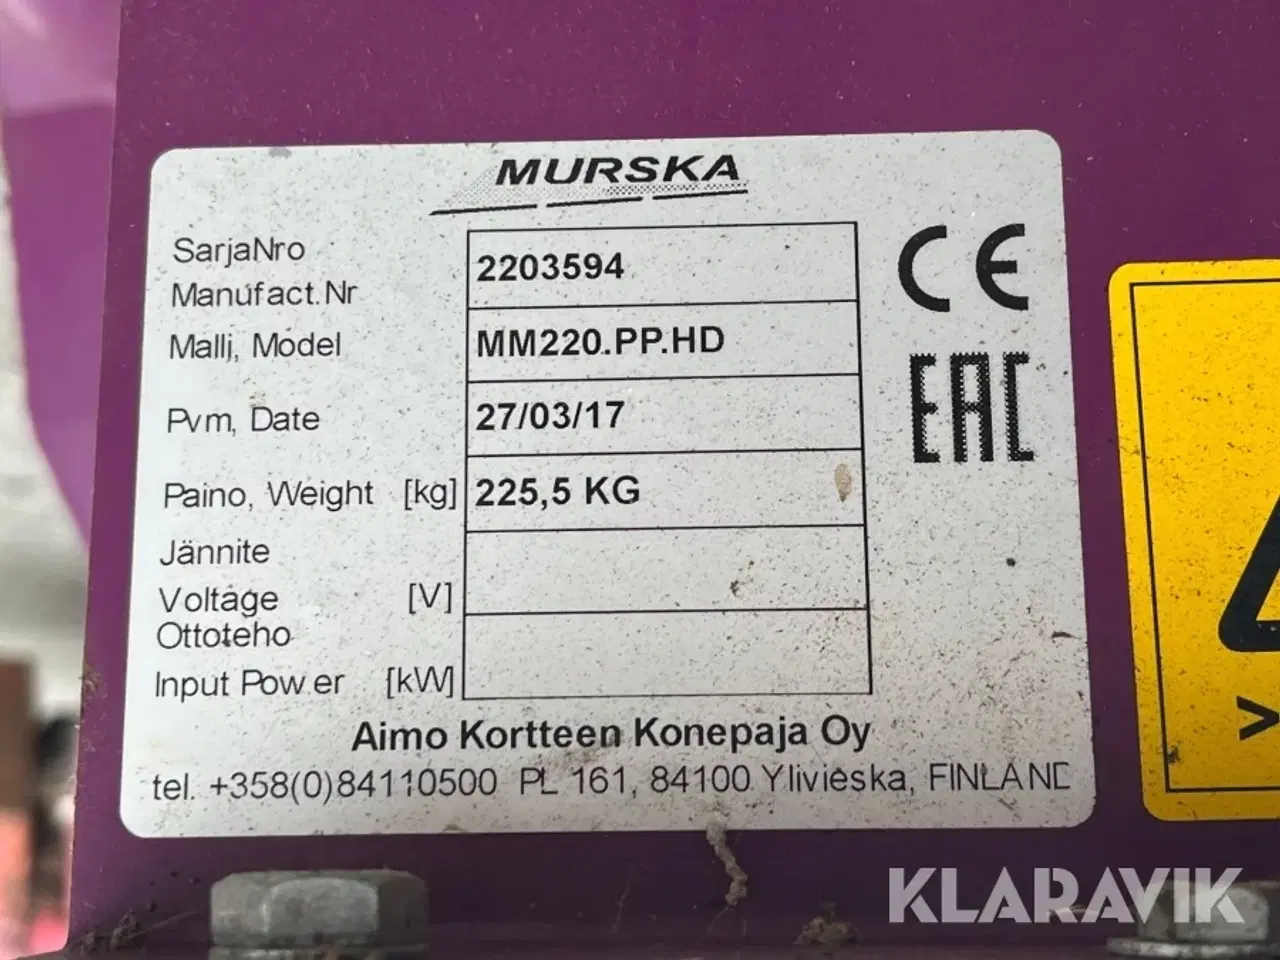 MURSKA
SarjaNro
Manufact.Nr
2203594
Mallj, Model
MM220.PP.HD
Pvm, Date
27/03/17
Paino, Weight [kg]
225,5 KG
Jännite
Voltage [V]
Ottoteho
Input Power [kW]
CE
EAC
Aimo Kortteen Konepaja Oy
tel. +358(0)84110500 PL 161, 84100 Ylivieska, FINLAND
>
KLARAVIK